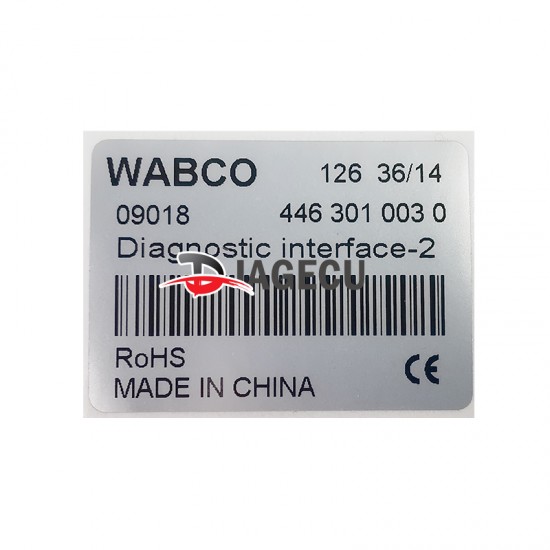 WABCO 126 36/14
09018 446 301 003 0
Diagnostic interface-2
DIAGECU
RoHS CE
MADE IN CHINA